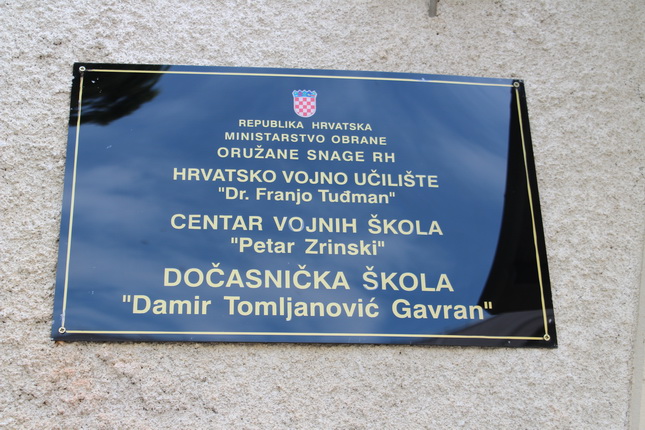 REPUBLIKA HRVATSKA
MINISTARSTVO OBRANE
ORUŽANE SNAGE RH
HRVATSKO VOJNO UČILIŠTE
"Dr. Franjo Tuđman"
CENTAR VOJNIH ŠKOLA
"Petar Zrinski"
DOČASNIČKA ŠKOLA
"Damir Tomljanović Gavran"